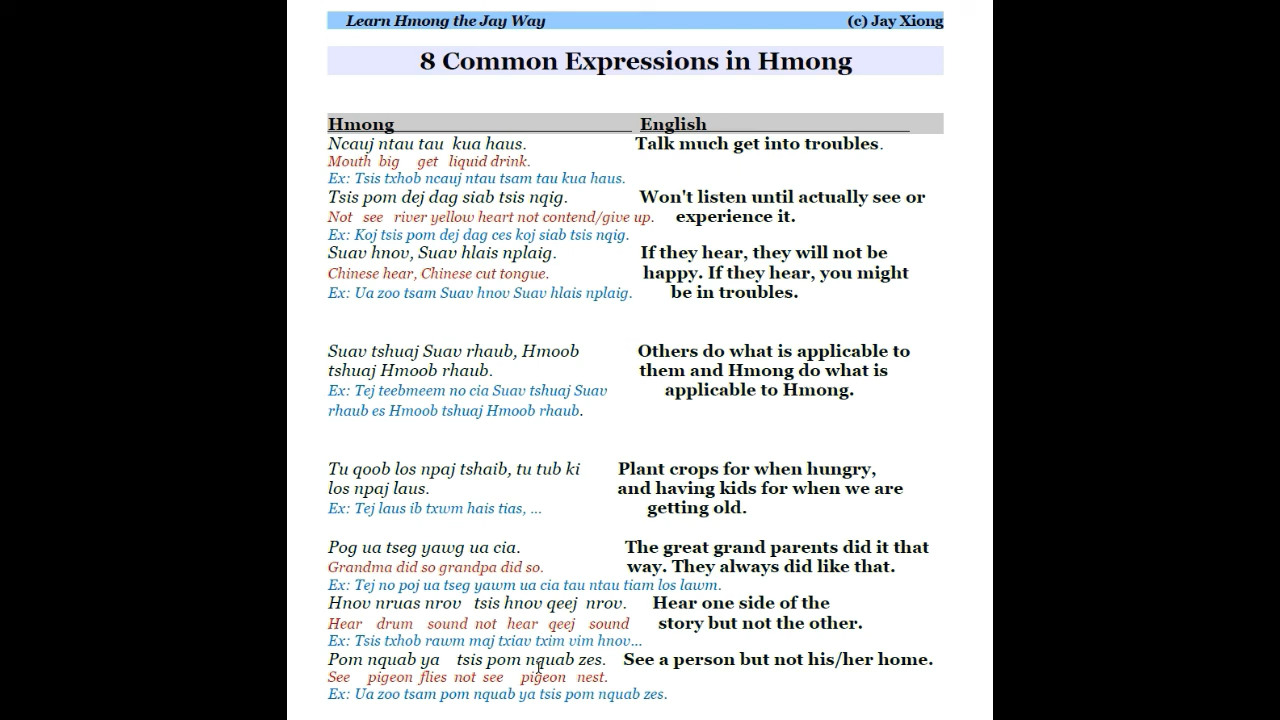 Learn Hmong the Jay Way (c) Jay Xiong
8 Common Expressions in Hmong
Hmong English
Ncauj ntau tau kua haus. Talk much get into troubles.
Mouth big get liquid drink.
Ex: Tsis txhob ncauj ntau tsam tau kua haus.
Tsis pom dej dag siab tsis nqig. Won't listen until actually see or
Not see river yellow heart not contend/give up. experience it.
Ex: Koj tsis pom dej dag ces koj siab tsis nqig.
Suav hnov, Suav hlais nplaig. If they hear, they will not be
Chinese hear, Chinese cut tongue. happy. If they hear, you might
Ex: Ua zoo tsam Suav hnov Suav hlais nplaig. be in troubles.
Suav tshuaj Suav rhaub, Hmoob Others do what is applicable to
tshuaj Hmoob rhaub. them and Hmong do what is
Ex: Tej teebmeem no cia Suav tshuaj Suav applicable to Hmong.
rhaub es Hmoob tshuaj Hmoob rhaub.
Tu qoob los npaj tshaib, tu tub ki Plant crops for when hungry,
los npaj laus. and having kids for when we are
Ex: Tej laus ib txwm hais tias, ... getting old.
Pog ua tseg yawg ua cia. The great grand parents did it that
Grandma did so grandpa did so. way. They always did like that.
Ex: Tej no poj ua tseg yawm ua cia tau ntau tiam los lawm.
Hnov nruas nrov tsis hnov qeej nrov. Hear one side of the
Hear drum sound not hear qeej sound story but not the other.
Ex: Tsis txhob rawm maj txiav txim vim hnov...
Pom nquab ya tsis pom nquab zes. See a person but not his/her home.
See pigeon flies not see pigeon nest.
Ex: Ua zoo tsam pom nquab ya tsis pom nquab zes.